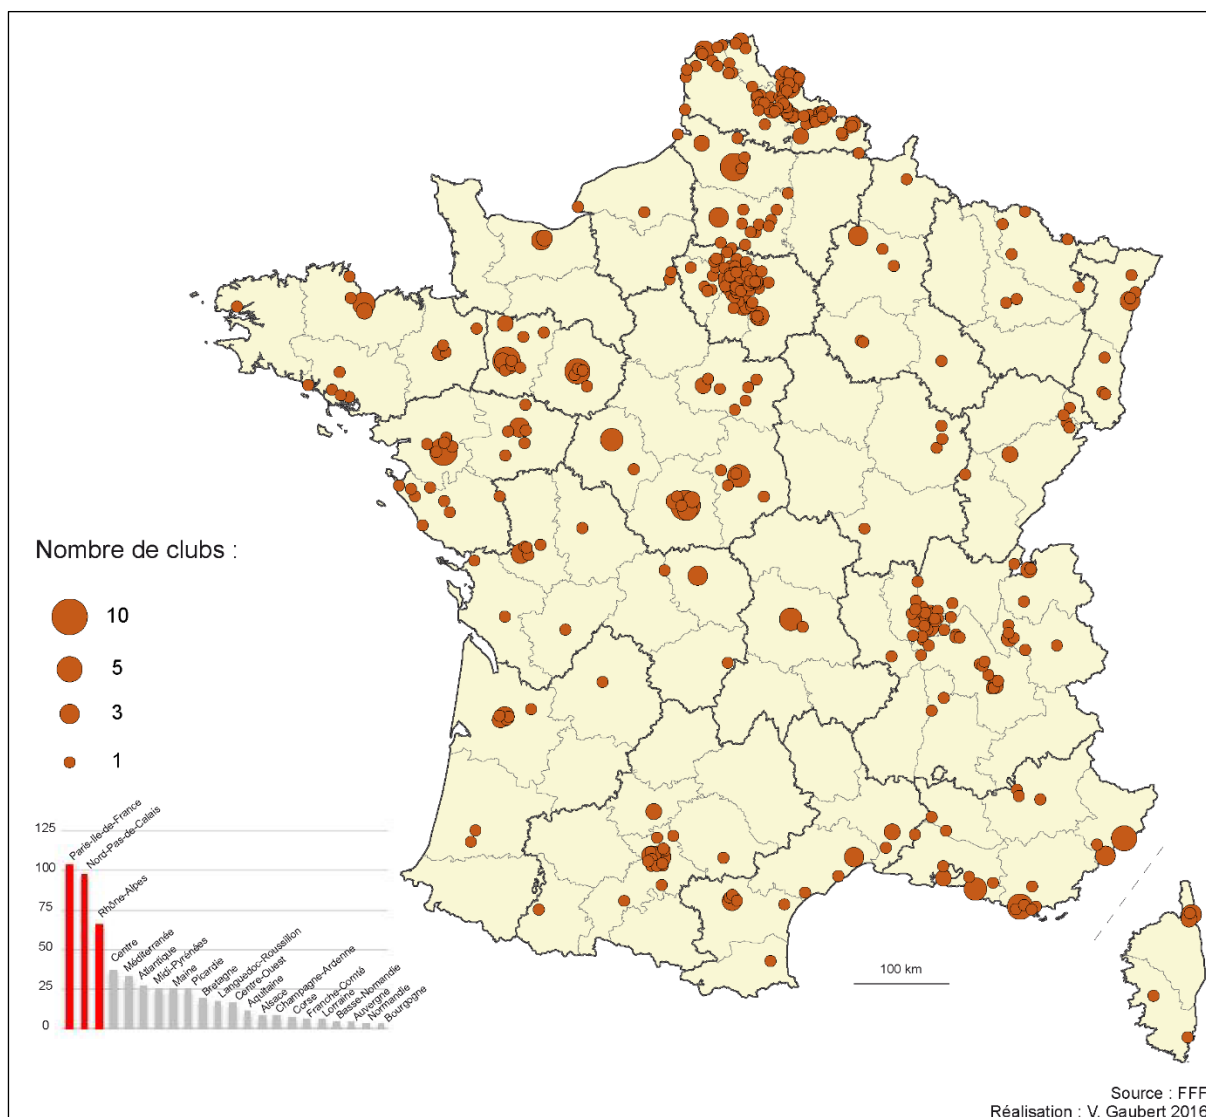 Nombre de clubs :
10
5
3
1
125
100
75
50
25
0
Paris-Ile-de-France
Nord-Pas-de-Calais
Rhône-Alpes
Centre
Méditerranée
Atlantique
Midi-Pyrénées
Maine
Picardie
Bretagne
Languedoc-Roussillon
Centre-Ouest
Aquitaine
Alsace
Champagne-Ardenne
Corse
Franche-Comté
Lorraine
Basse-Normandie
Auvergne
Normandie
Bourgogne
100 km
Source : FFF
Réalisation : V. Gaubert 2016